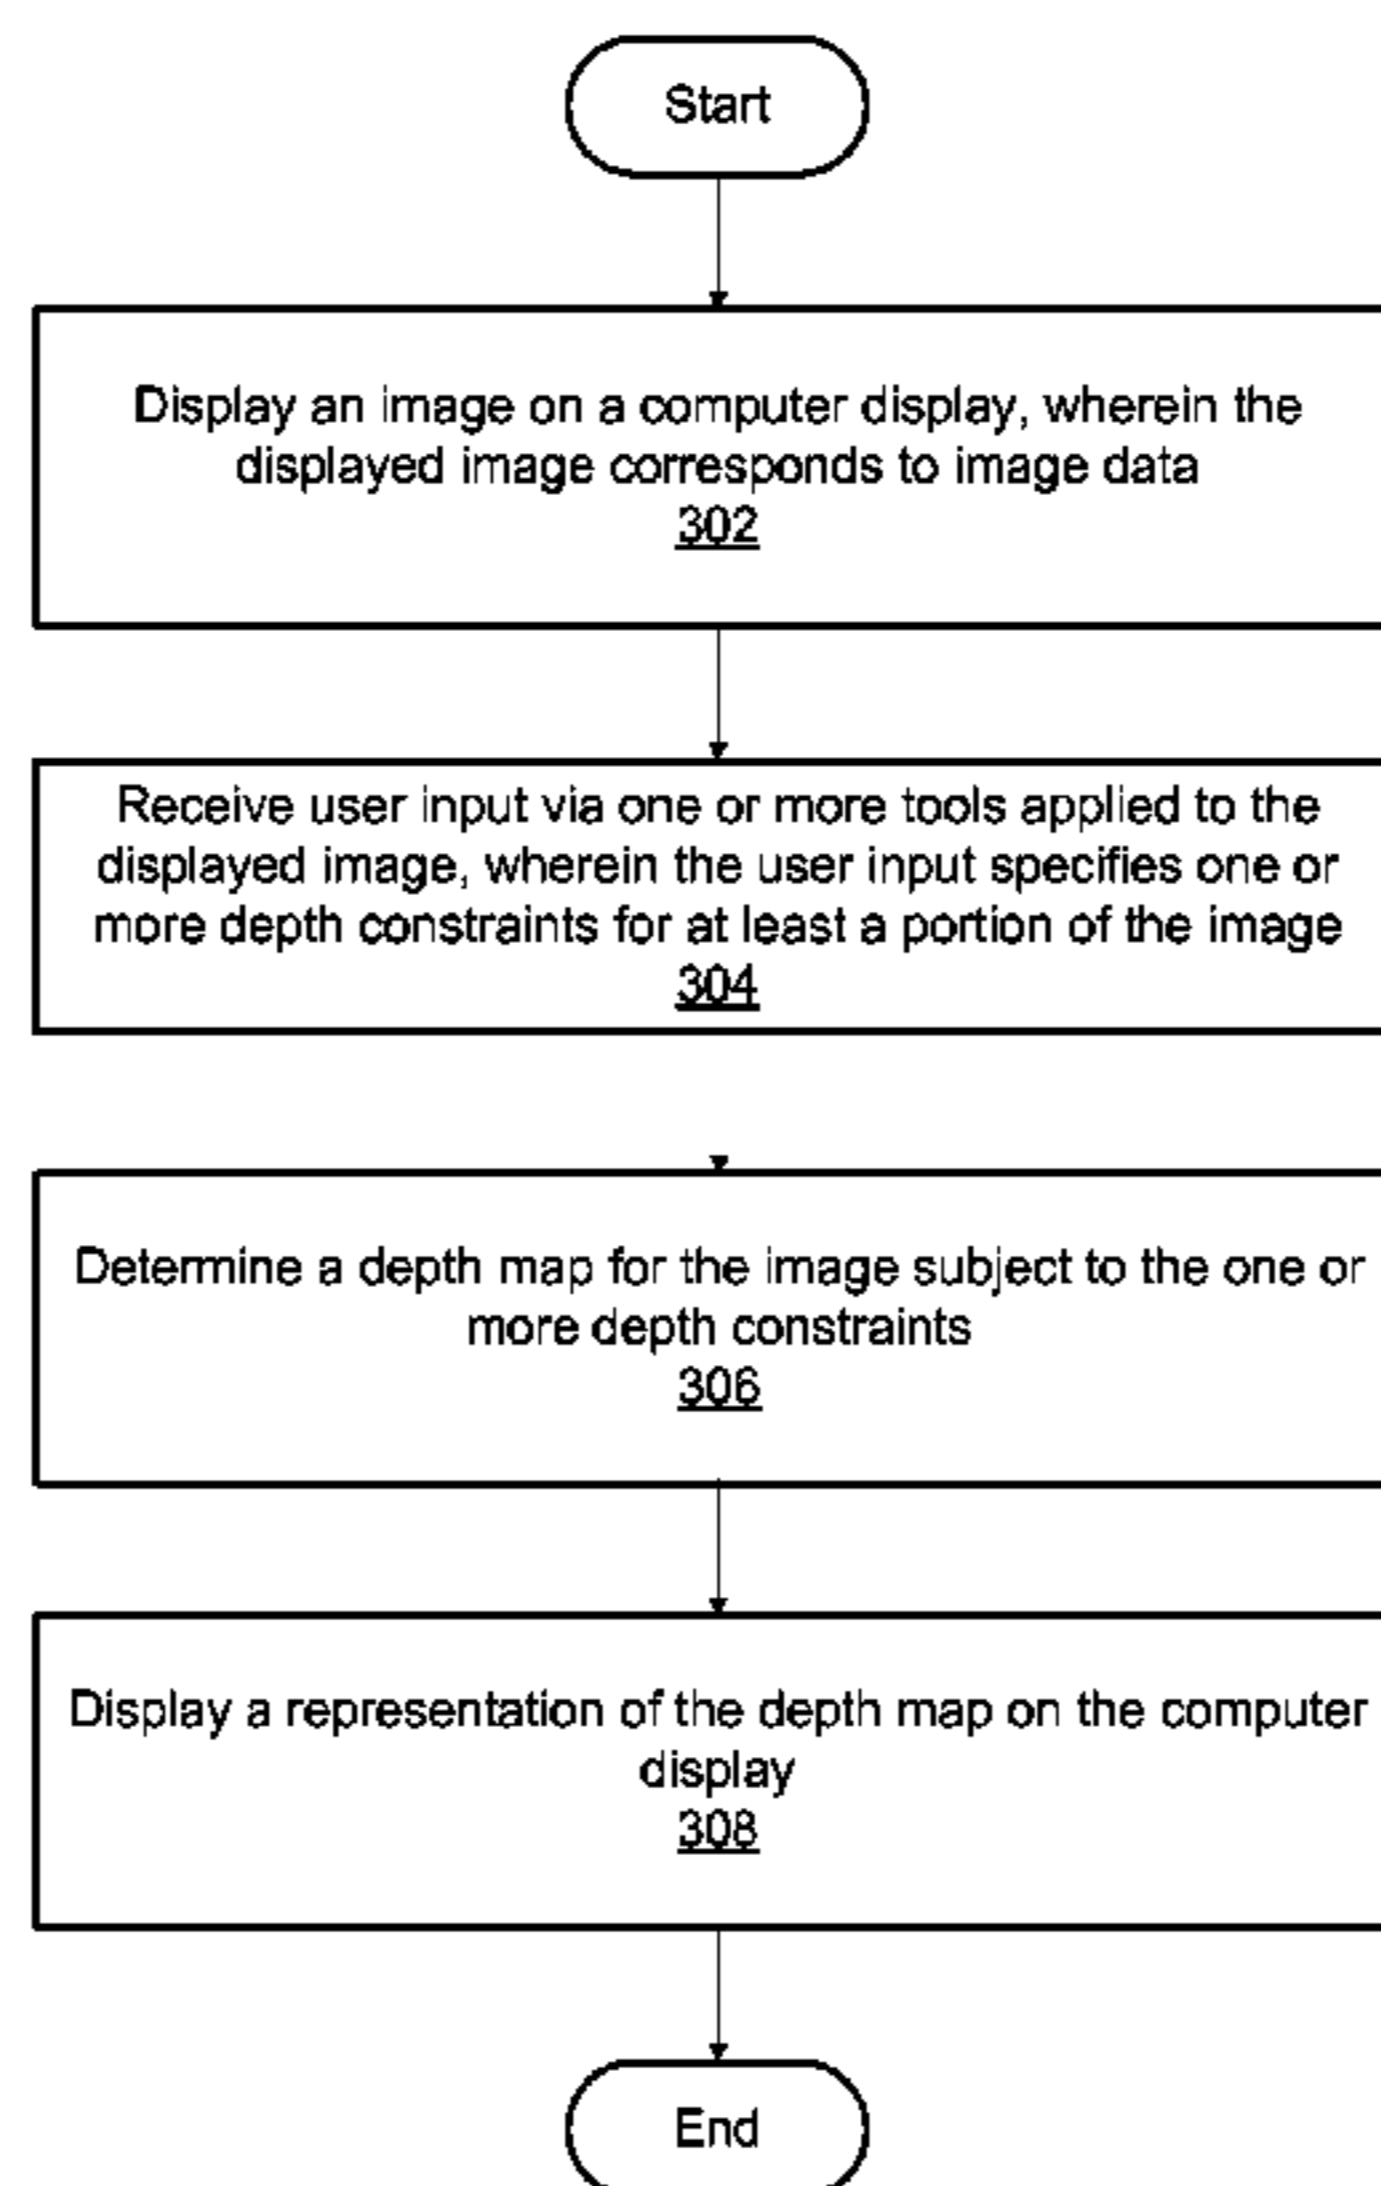 Start
Display an image on a computer display, wherein the
displayed image corresponds to image data
302
Receive user input via one or more tools applied to the
displayed image, wherein the user input specifies one or
more depth constraints for at least a portion of the image
304
Determine a depth map for the image subject to the one or
more depth constraints
306
Display a representation of the depth map on the computer
display
308
End